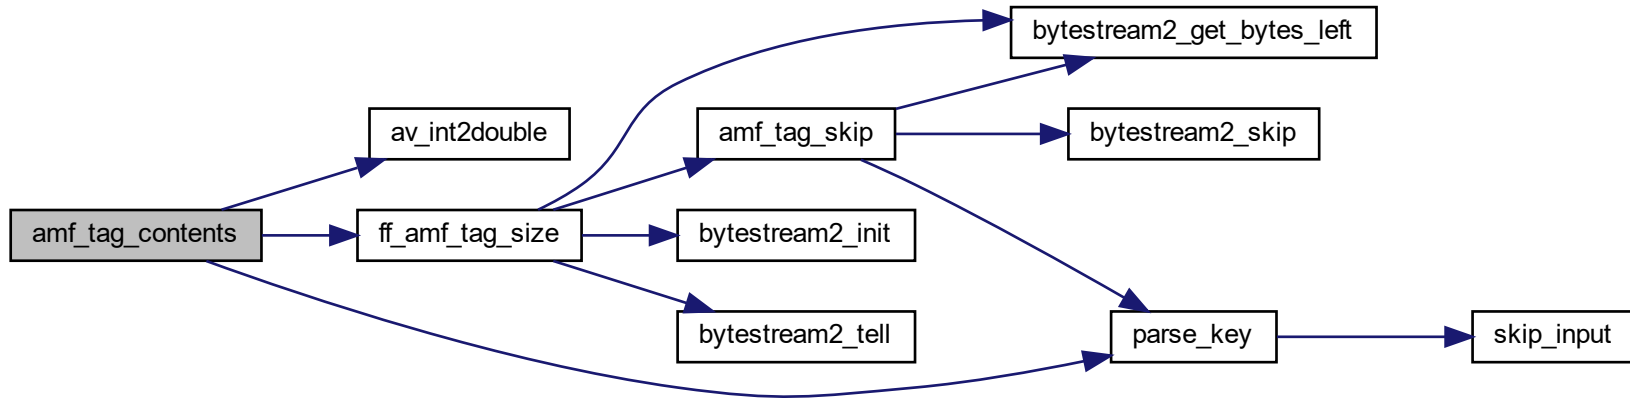 bytestream2_get_bytes_left
av_int2double
amf_tag_skip
bytestream2_skip
amf_tag_contents
ff_amf_tag_size
bytestream2_init
bytestream2_tell
parse_key
skip_input